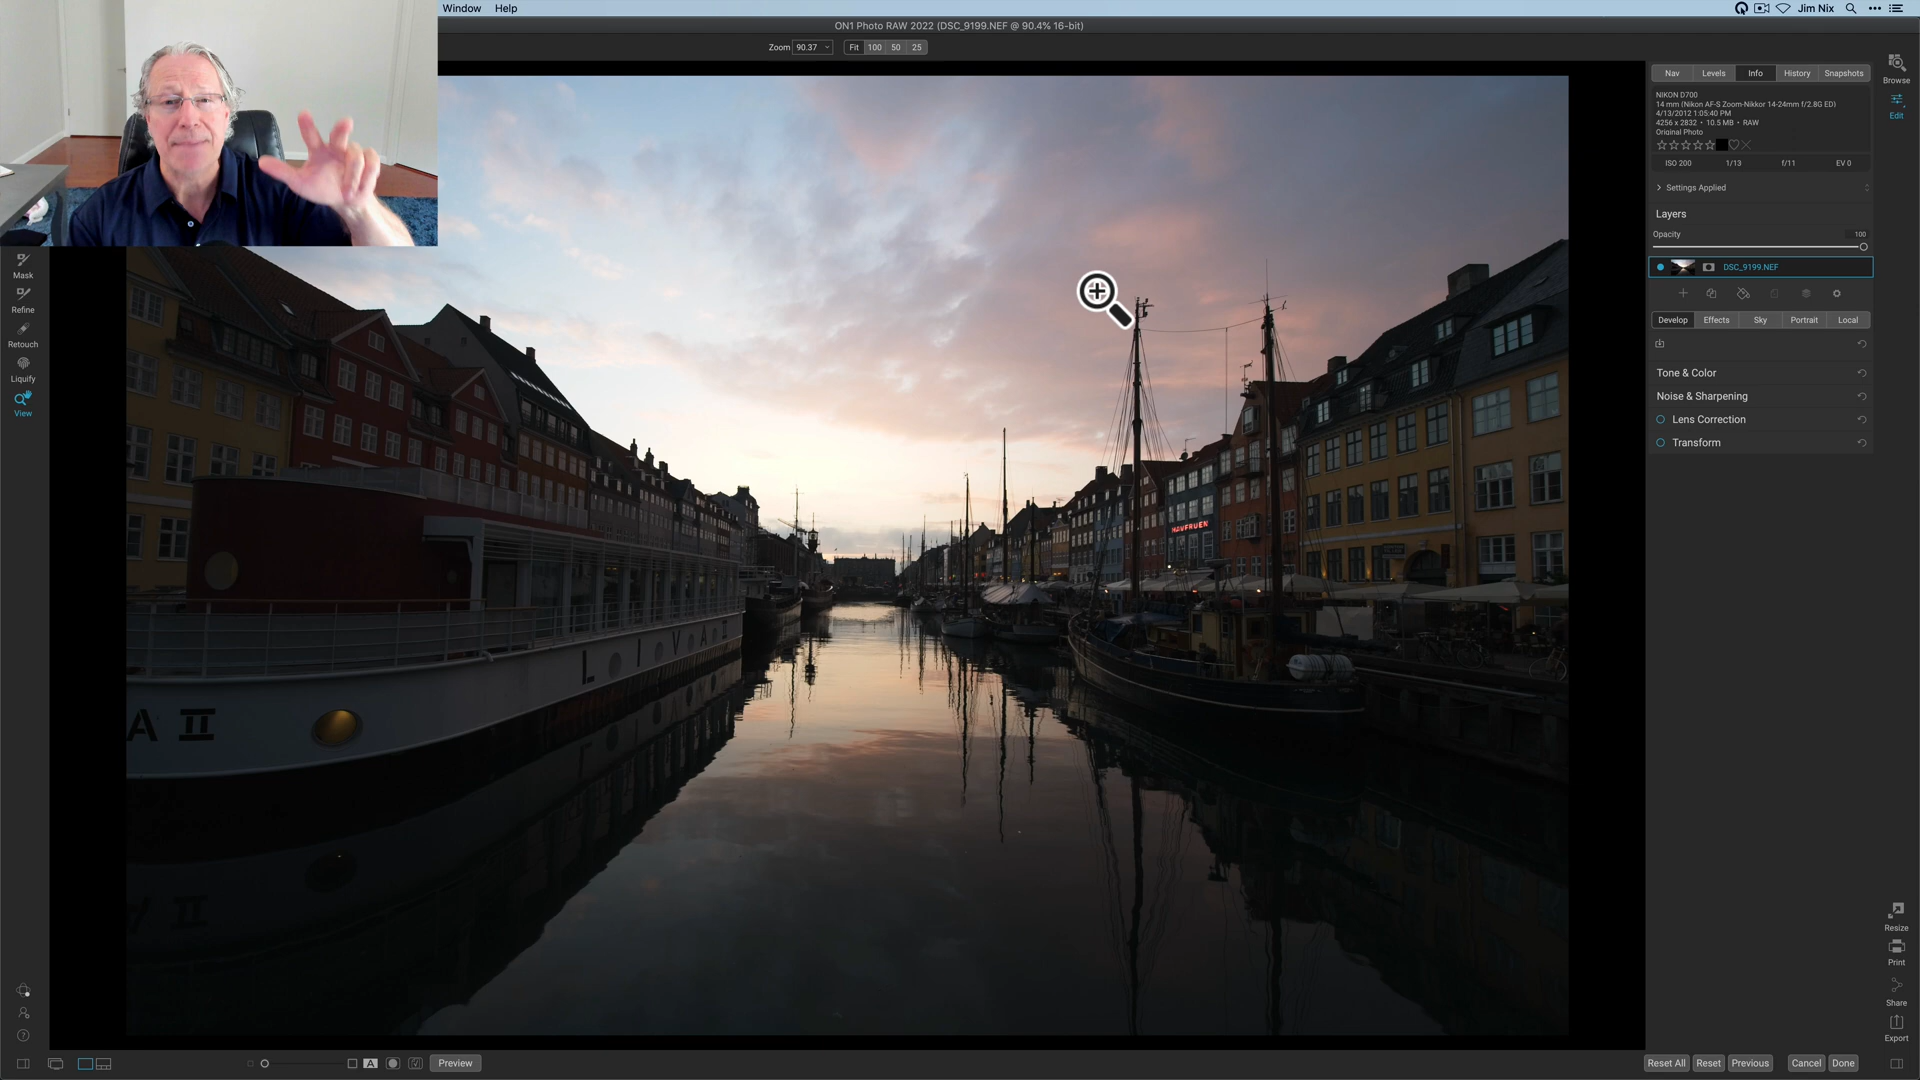 Window Help
Jim Nix
ON1 Photo RAW 2022 (DSC_9199.NEF @ 90.4% 16-bit)
Zoom 90.37 Fit 100 50 25
Nav Levels Info History Snapshots
Browse
Edit
NIKON D700
14 mm (Nikon AF-S Zoom-Nikkor 14-24mm f/2.8G ED)
4/13/2012 1:05:40 PM
4256 x 2832 • 10.5 MB • RAW
Original Photo
ISO 200 1/13 f/11 EV 0
Settings Applied
Layers
Opacity 100
DSC_9199.NEF
Develop Effects Sky Portrait Local
Tone & Color
Noise & Sharpening
Lens Correction
Transform
Mask
Refine
Retouch
Liquify
View
HAVFRUEN
LIVA II
A II
Resize
Print
Share
Export
A
Preview
Reset All Reset Previous Cancel Done